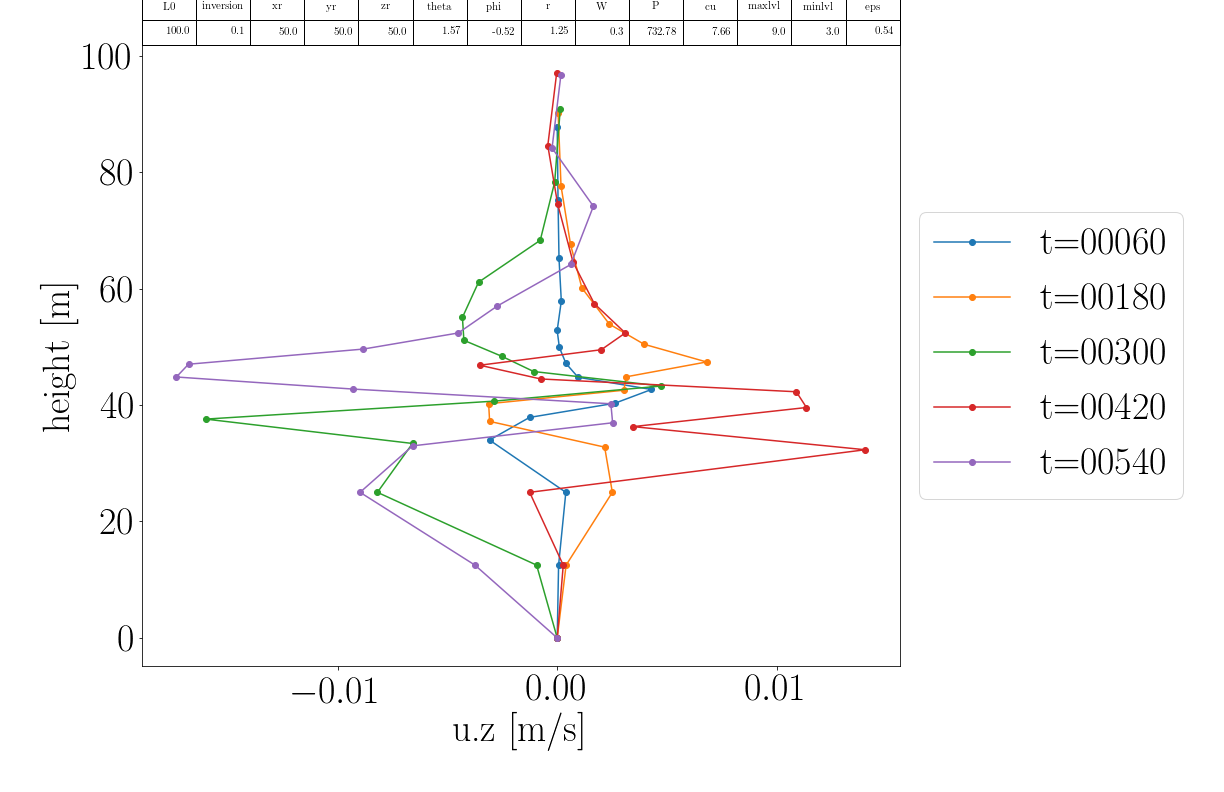 L0 inversion xr yr zr theta phi r W P cu maxlvl minlvl eps
100.0 0.1 50.0 50.0 50.0 1.57 -0.52 1.25 0.3 732.78 7.66 9.0 3.0 0.54
100
80
60
40
20
0
height [m]
−0.01 0.00 0.01
u.z [m/s]
t=00060
t=00180
t=00300
t=00420
t=00540